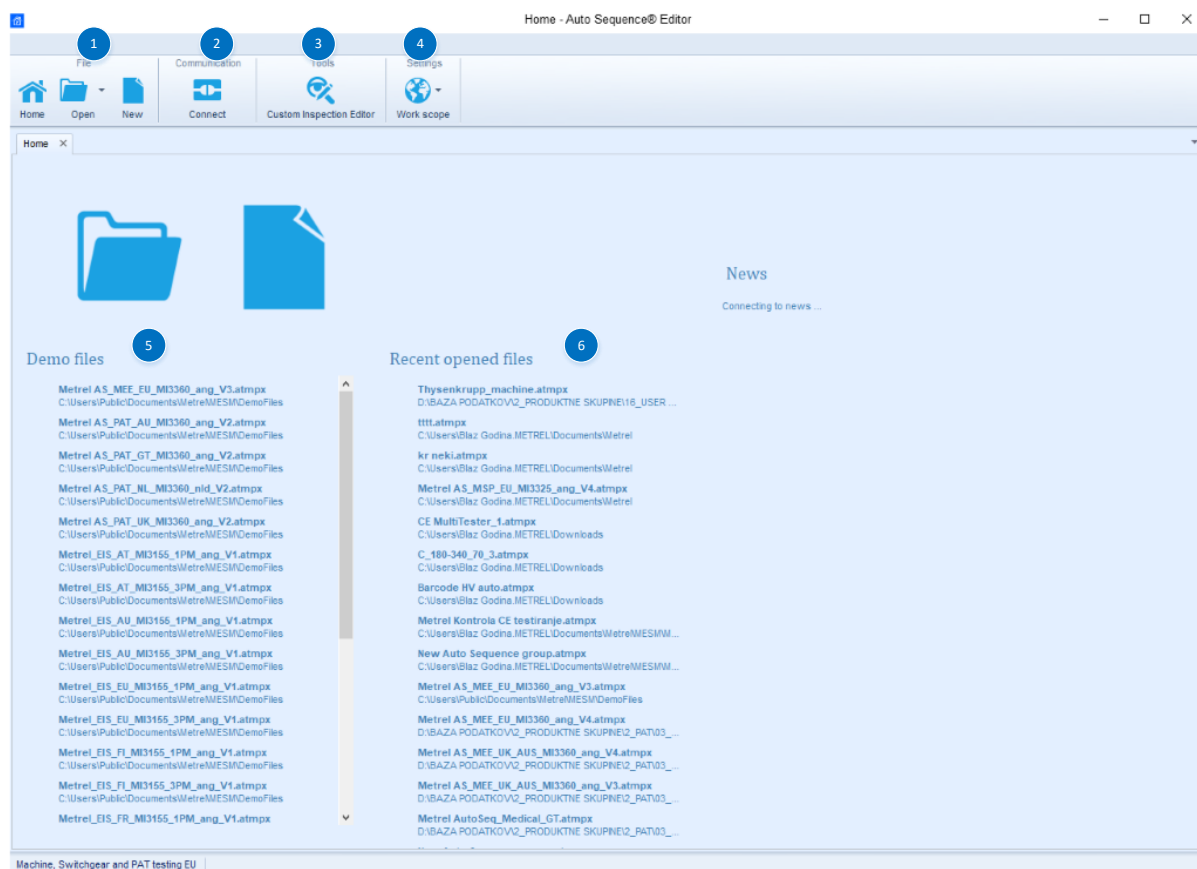 Home - Auto Sequence® Editor
1
2
3
4
File
Communication
Tools
Settings
Home
Open
New
Connect
Custom Inspection Editor
Work scope
Home
News
Connecting to news ...
5
6
Demo files
Metrel AS_MEE_EU_MI3360_ang_V3.atmpx
C:\Users\Public\Documents\Metrel\MESM\DemoFiles
Metrel AS_PAT_AU_MI3360_ang_V2.atmpx
C:\Users\Public\Documents\Metrel\MESM\DemoFiles
Metrel AS_PAT_GT_MI3360_ang_V2.atmpx
C:\Users\Public\Documents\Metrel\MESM\DemoFiles
Metrel AS_PAT_NL_MI3360_nld_V2.atmpx
C:\Users\Public\Documents\Metrel\MESM\DemoFiles
Metrel AS_PAT_UK_MI3360_ang_V2.atmpx
C:\Users\Public\Documents\Metrel\MESM\DemoFiles
Metrel_EIS_AT_MI3155_1PM_ang_V1.atmpx
C:\Users\Public\Documents\Metrel\MESM\DemoFiles
Metrel_EIS_AT_MI3155_3PM_ang_V1.atmpx
C:\Users\Public\Documents\Metrel\MESM\DemoFiles
Metrel_EIS_AU_MI3155_1PM_ang_V1.atmpx
C:\Users\Public\Documents\Metrel\MESM\DemoFiles
Metrel_EIS_AU_MI3155_3PM_ang_V1.atmpx
C:\Users\Public\Documents\Metrel\MESM\DemoFiles
Metrel_EIS_EU_MI3155_1PM_ang_V1.atmpx
C:\Users\Public\Documents\Metrel\MESM\DemoFiles
Metrel_EIS_EU_MI3155_3PM_ang_V1.atmpx
C:\Users\Public\Documents\Metrel\MESM\DemoFiles
Metrel_EIS_FI_MI3155_1PM_ang_V1.atmpx
C:\Users\Public\Documents\Metrel\MESM\DemoFiles
Metrel_EIS_FI_MI3155_3PM_ang_V1.atmpx
C:\Users\Public\Documents\Metrel\MESM\DemoFiles
Metrel_EIS_FR_MI3155_1PM_ang_V1.atmpx
Recent opened files
Thysenkrupp_machine.atmpx
D:\BAZA PODATKOV\2_PRODUKTNE SKUPINE\16_USER ...
tttt.atmpx
C:\Users\Blaz Godina.METREL\Documents\Metrel
kr neki.atmpx
C:\Users\Blaz Godina.METREL\Documents\Metrel
Metrel AS_MSP_EU_MI3325_ang_V4.atmpx
C:\Users\Blaz Godina.METREL\Documents\Metrel
CE MultiTester_1.atmpx
C:\Users\Blaz Godina.METREL\Downloads
C_180-340_70_3.atmpx
C:\Users\Blaz Godina.METREL\Downloads
Barcode HV auto.atmpx
C:\Users\Blaz Godina.METREL\Downloads
Metrel Kontrola CE testiranje.atmpx
C:\Users\Blaz Godina.METREL\Documents\Metrel\MESM\M...
New Auto Sequence group.atmpx
C:\Users\Blaz Godina.METREL\Documents\Metrel\MESM\M...
Metrel AS_MEE_EU_MI3360_ang_V3.atmpx
C:\Users\Public\Documents\Metrel\MESM\DemoFiles
Metrel AS_MEE_EU_MI3360_ang_V4.atmpx
D:\BAZA PODATKOV\2_PRODUKTNE SKUPINE\2_PAT\03_...
Metrel AS_MEE_UK_AUS_MI3360_ang_V4.atmpx
D:\BAZA PODATKOV\2_PRODUKTNE SKUPINE\2_PAT\03_...
Metrel AS_MEE_UK_AUS_MI3360_ang_V3.atmpx
D:\BAZA PODATKOV\2_PRODUKTNE SKUPINE\2_PAT\03_...
Metrel AutoSeq_Medical_GT.atmpx
D:\BAZA PODATKOV\2_PRODUKTNE SKUPINE\2_PAT\03_...
Machine, Switchgear and PAT testing EU